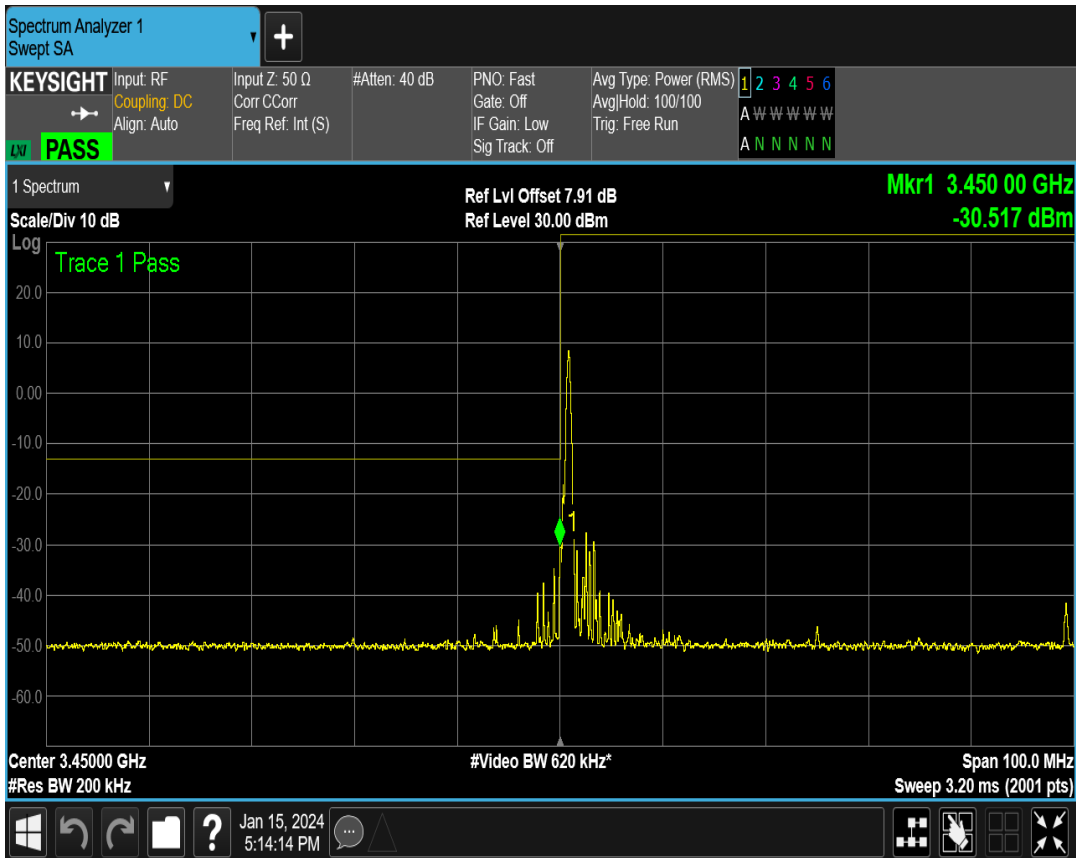 Spectrum Analyzer 1
Swept SA
+
KEYSIGHT
LXI
PASS
Input: RF
Coupling: DC
Align: Auto
Input Z: 50 Ω
Corr CCorr
Freq Ref: Int (S)
#Atten: 40 dB
PNO: Fast
Gate: Off
IF Gain: Low
Sig Track: Off
Avg Type: Power (RMS)
Avg|Hold: 100/100
Trig: Free Run
1 2 3 4 5 6
A W W W W W
A N N N N N
1 Spectrum
Scale/Div 10 dB
Ref Lvl Offset 7.91 dB
Ref Level 30.00 dBm
Mkr1 3.450 00 GHz
-30.517 dBm
Log
Trace 1 Pass
20.0
10.0
0.00
-10.0
-20.0
1
-30.0
-40.0
-50.0
-60.0
Center 3.45000 GHz
#Res BW 200 kHz
#Video BW 620 kHz*
Span 100.0 MHz
Sweep 3.20 ms (2001 pts)
?
Jan 15, 2024
5:14:14 PM